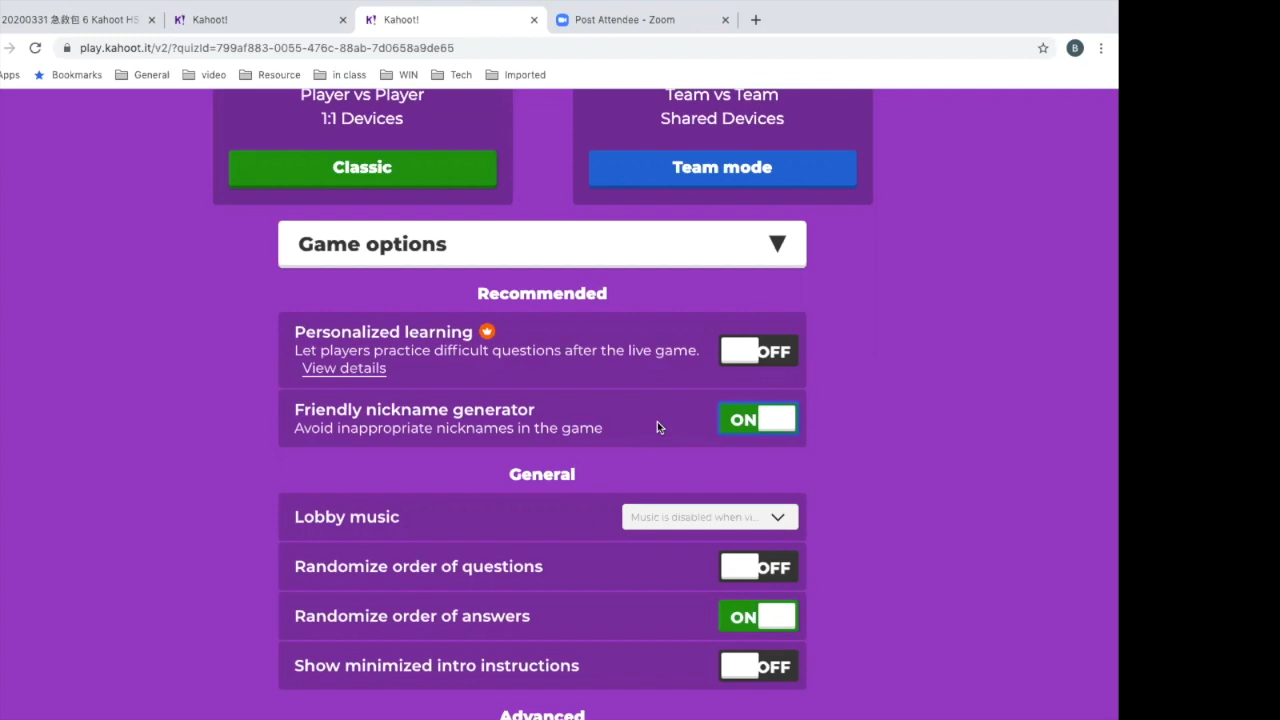 20200331 急救包 6 Kahoot HS
Kahoot!
Kahoot!
Post Attendee - Zoom
play.kahoot.it/v2/?quizId=799af883-0055-476c-88ab-7d0658a9de65
B
Apps
Bookmarks
General
video
Resource
in class
WIN
Tech
Imported
Player vs Player
1:1 Devices
Classic
Team vs Team
Shared Devices
Team mode
Game options
Recommended
Personalized learning
Let players practice difficult questions after the live game.
View details
OFF
Friendly nickname generator
Avoid inappropriate nicknames in the game
ON
General
Lobby music
Music is disabled when vi...
Randomize order of questions
OFF
Randomize order of answers
ON
Show minimized intro instructions
OFF
Advanced